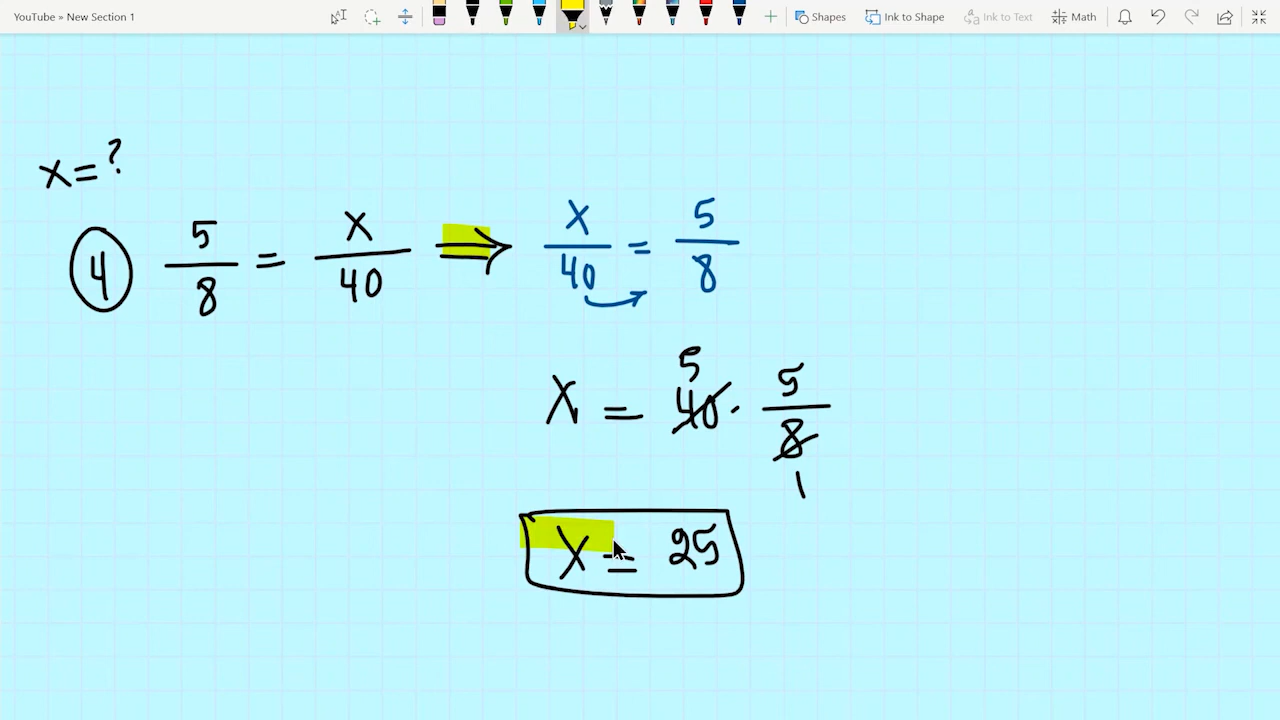 YouTube » New Section 1
Shape Ink to Shape Ink to Text Math
x = ?
4 5/8 = x/40 ⇒ x/40 = 5/8
5 1
x = 40 · 5/8
x = 25